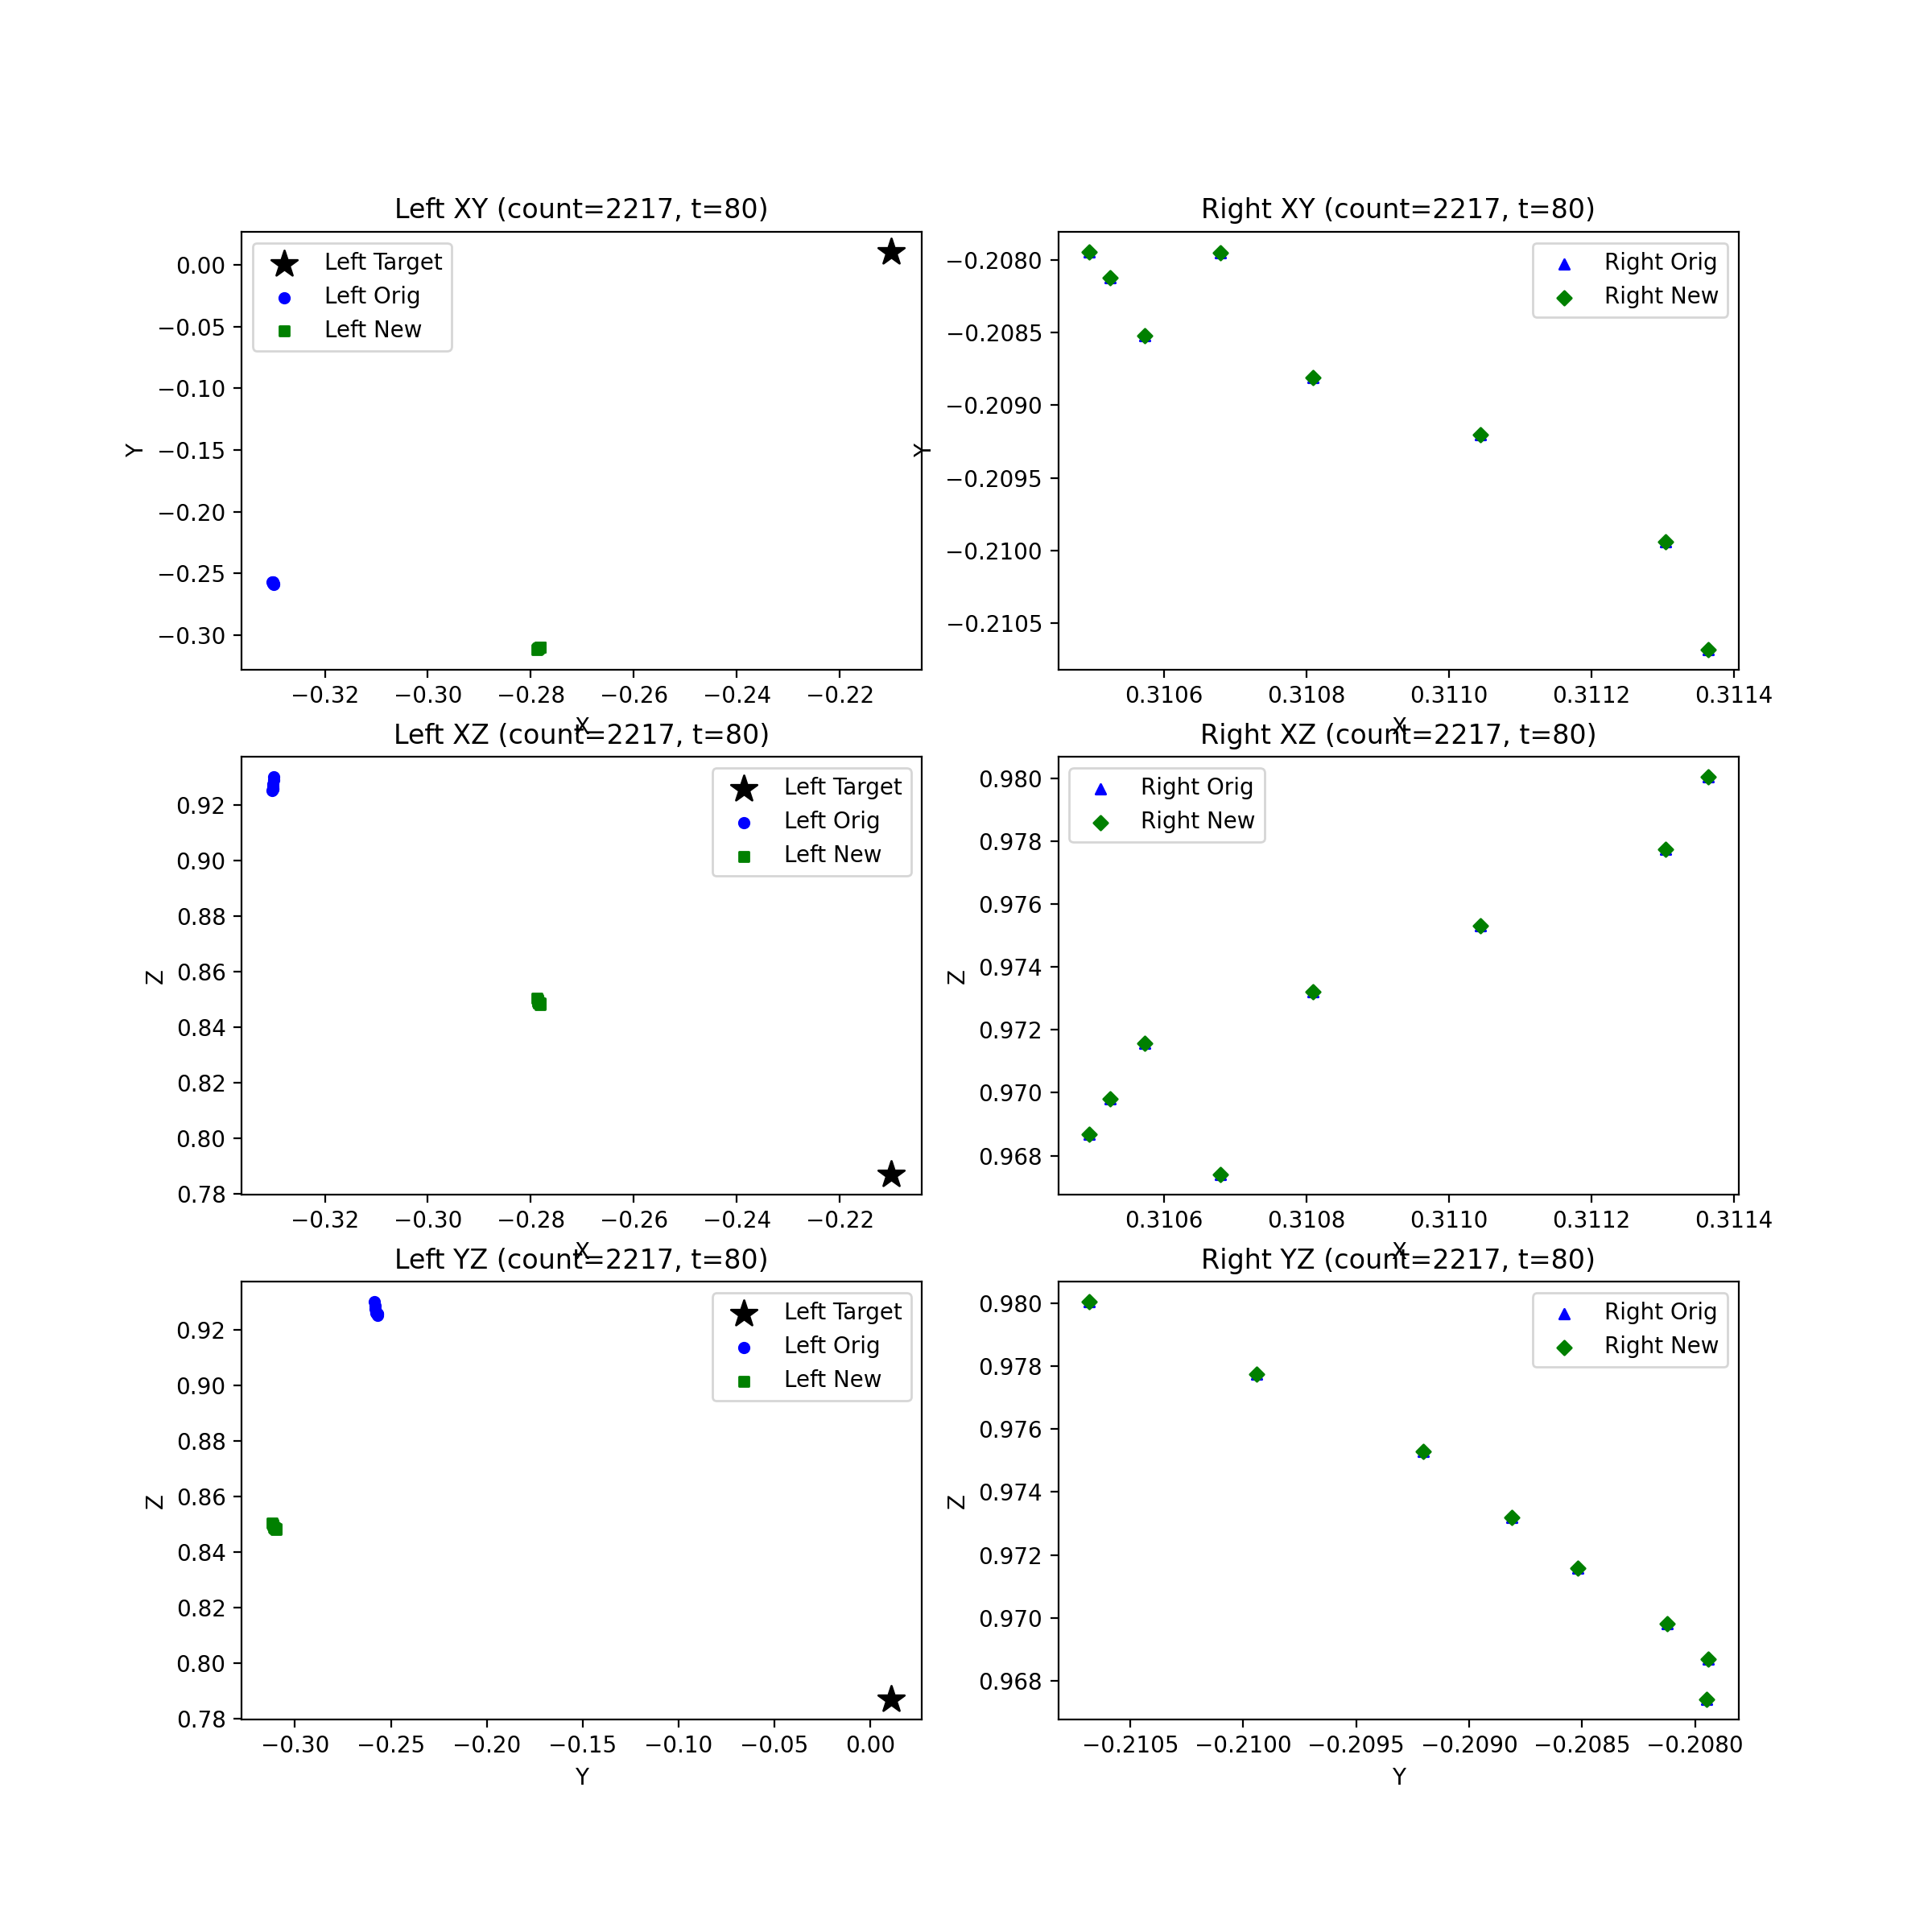 Left XY (count=2217, t=80)
Left Target
Left Orig
Left New
0.00
−0.05
−0.10
−0.15
−0.20
−0.25
−0.30
Y
−0.32
−0.30
−0.28
−0.26
−0.24
−0.22
X
Right XY (count=2217, t=80)
Right Orig
Right New
−0.2080
−0.2085
−0.2090
−0.2095
−0.2100
−0.2105
Y
0.3106
0.3108
0.3110
0.3112
0.3114
X
Left XZ (count=2217, t=80)
Left Target
Left Orig
Left New
0.92
0.90
0.88
0.86
0.84
0.82
0.80
0.78
Z
−0.32
−0.30
−0.28
−0.26
−0.24
−0.22
X
Right XZ (count=2217, t=80)
Right Orig
Right New
0.980
0.978
0.976
0.974
0.972
0.970
0.968
Z
0.3106
0.3108
0.3110
0.3112
0.3114
X
Left YZ (count=2217, t=80)
Left Target
Left Orig
Left New
0.92
0.90
0.88
0.86
0.84
0.82
0.80
0.78
Z
−0.30
−0.25
−0.20
−0.15
−0.10
−0.05
0.00
Y
Right YZ (count=2217, t=80)
Right Orig
Right New
0.980
0.978
0.976
0.974
0.972
0.970
0.968
Z
−0.2105
−0.2100
−0.2095
−0.2090
−0.2085
−0.2080
Y